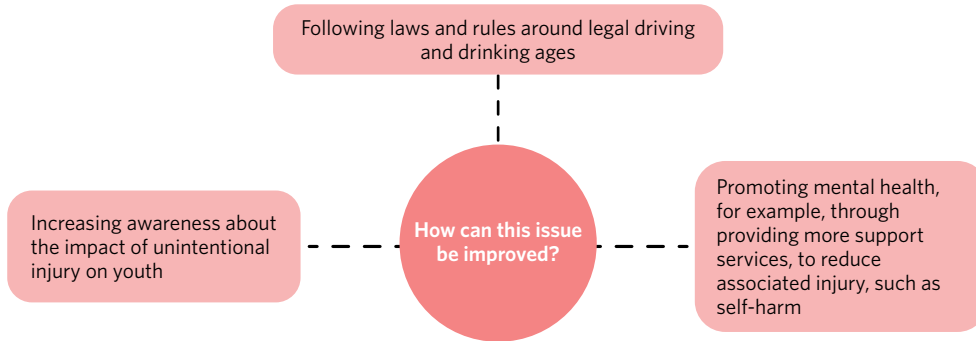 Following laws and rules around legal driving
and drinking ages
Increasing awareness about
the impact of unintentional
injury on youth
How can this issue
be improved?
Promoting mental health,
for example, through
providing more support
services, to reduce
associated injury, such as
self-harm